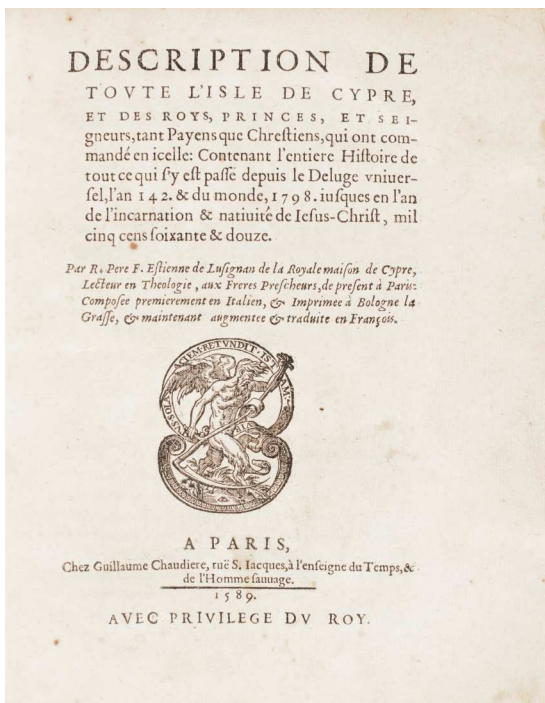 DESCRIPTION DE
TOVTE L'ISLE DE CYPRE,
ET DES ROYS, PRINCES, ET SEI-
gneurs, tant Payens que Chreſtiens, qui ont com-
mandé en icelle: Contenant l'entiere Hiſtoire de
tout ce qui s'y eſt paſſé depuis le Deluge vniuer-
ſel, l'an 142. & du monde, 1798. iuſques en l'an
de l'incarnation & natiuité de Ieſus-Chriſt, mil
cinq cens ſoixante & douze.
Par R. Pere F. Eſtienne de Luſignan de la Royale maiſon de Cypre,
Lecteur en Theologie, aux Freres Preſcheurs, de preſent à Paris:
Compoſee premierement en Italien, & Imprimee à Bologne la
Graſſe, & maintenant augmentee & traduite en François.
ACIEM RETVNDIT ISTAM
A PARIS,
Chez Guillaume Chaudiere, ruë S. Iacques, à l'enſeigne du Temps, &
de l'Homme ſauuage.
1589.
AVEC PRIVILEGE DV ROY.